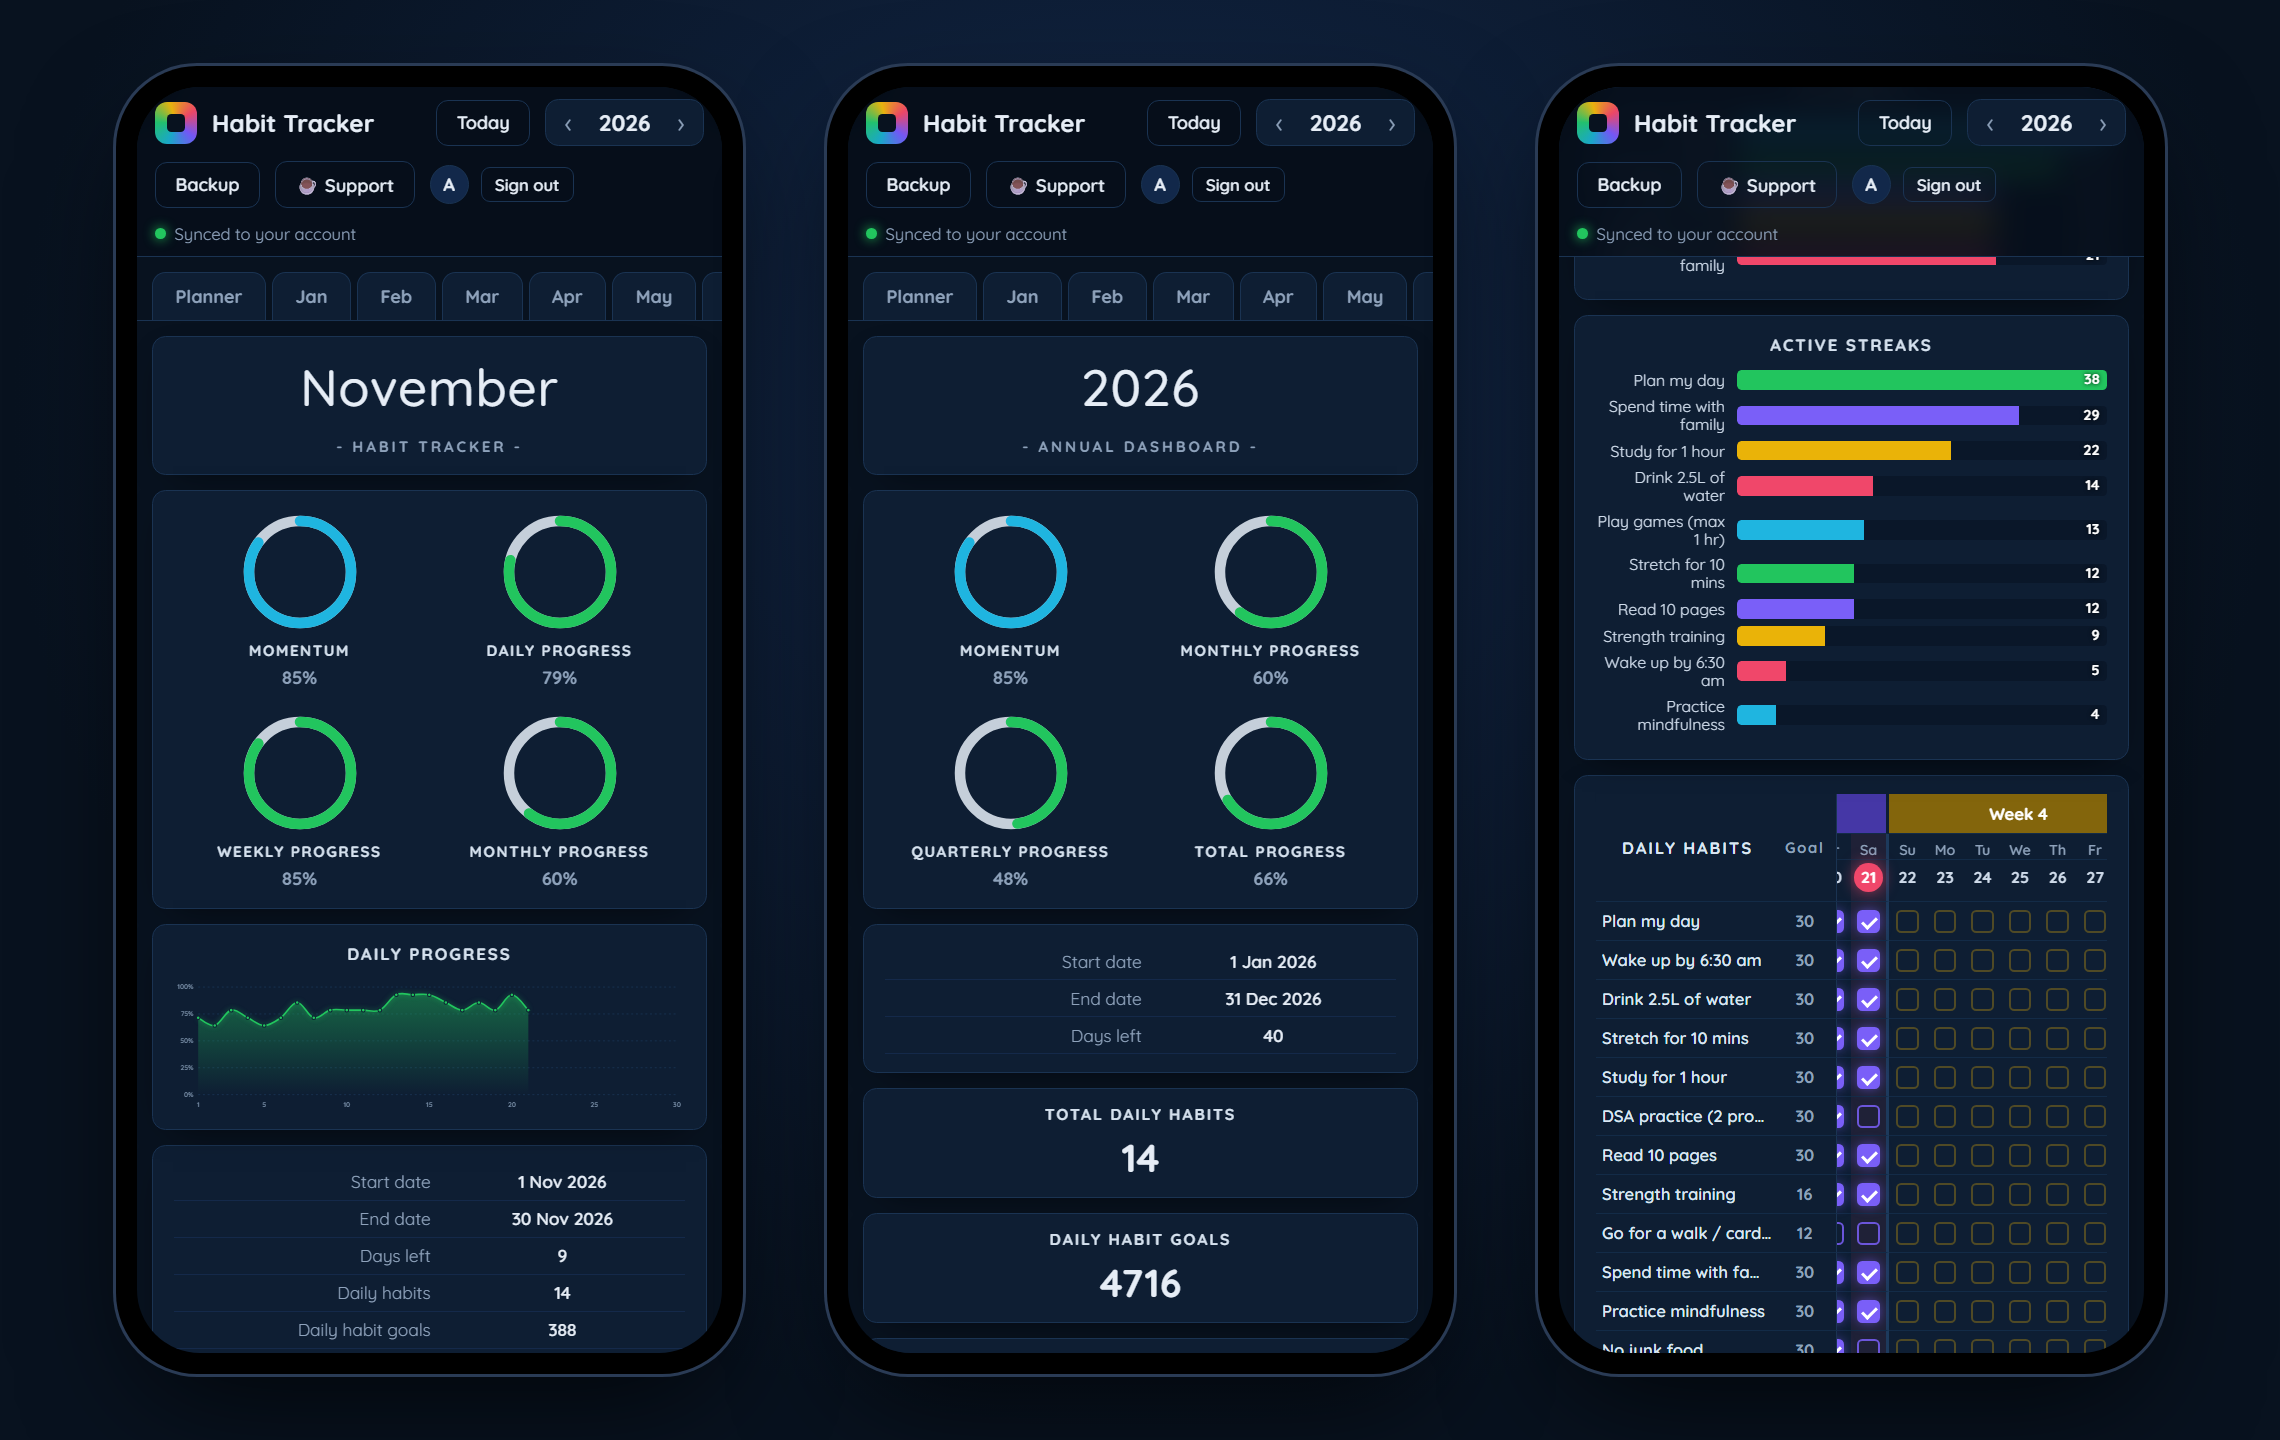 Habit Tracker
Today
‹ 2026 ›
Backup
Support
A
Sign out
Synced to your account
Planner Jan Feb Mar Apr May
November
- HABIT TRACKER -
MOMENTUM
85%
DAILY PROGRESS
79%
WEEKLY PROGRESS
85%
MONTHLY PROGRESS
60%
DAILY PROGRESS
100%
75%
50%
25%
0%
1 5 10 15 20 25 30
Start date 1 Nov 2026
End date 30 Nov 2026
Days left 9
Daily habits 14
Daily habit goals 388
Habit Tracker
Today
‹ 2026 ›
Backup
Support
A
Sign out
Synced to your account
Planner Jan Feb Mar Apr May
2026
- ANNUAL DASHBOARD -
MOMENTUM
85%
MONTHLY PROGRESS
60%
QUARTERLY PROGRESS
48%
TOTAL PROGRESS
66%
Start date 1 Jan 2026
End date 31 Dec 2026
Days left 40
TOTAL DAILY HABITS
14
DAILY HABIT GOALS
4716
Habit Tracker
Today
‹ 2026 ›
Backup
Support
A
Sign out
Synced to your account
family
ACTIVE STREAKS
Plan my day 38
Spend time with
family 29
Study for 1 hour 22
Drink 2.5L of
water 14
Play games (max
1 hr) 13
Stretch for 10
mins 12
Read 10 pages 12
Strength training 9
Wake up by 6:30
am 5
Practice
mindfulness 4
Week 4
DAILY HABITS Goal
Sa Su Mo Tu We Th Fr
21 22 23 24 25 26 27
Plan my day 30
Wake up by 6:30 am 30
Drink 2.5L of water 30
Stretch for 10 mins 30
Study for 1 hour 30
DSA practice (2 pro... 30
Read 10 pages 30
Strength training 16
Go for a walk / card... 12
Spend time with fa... 30
Practice mindfulness 30
No junk food 30